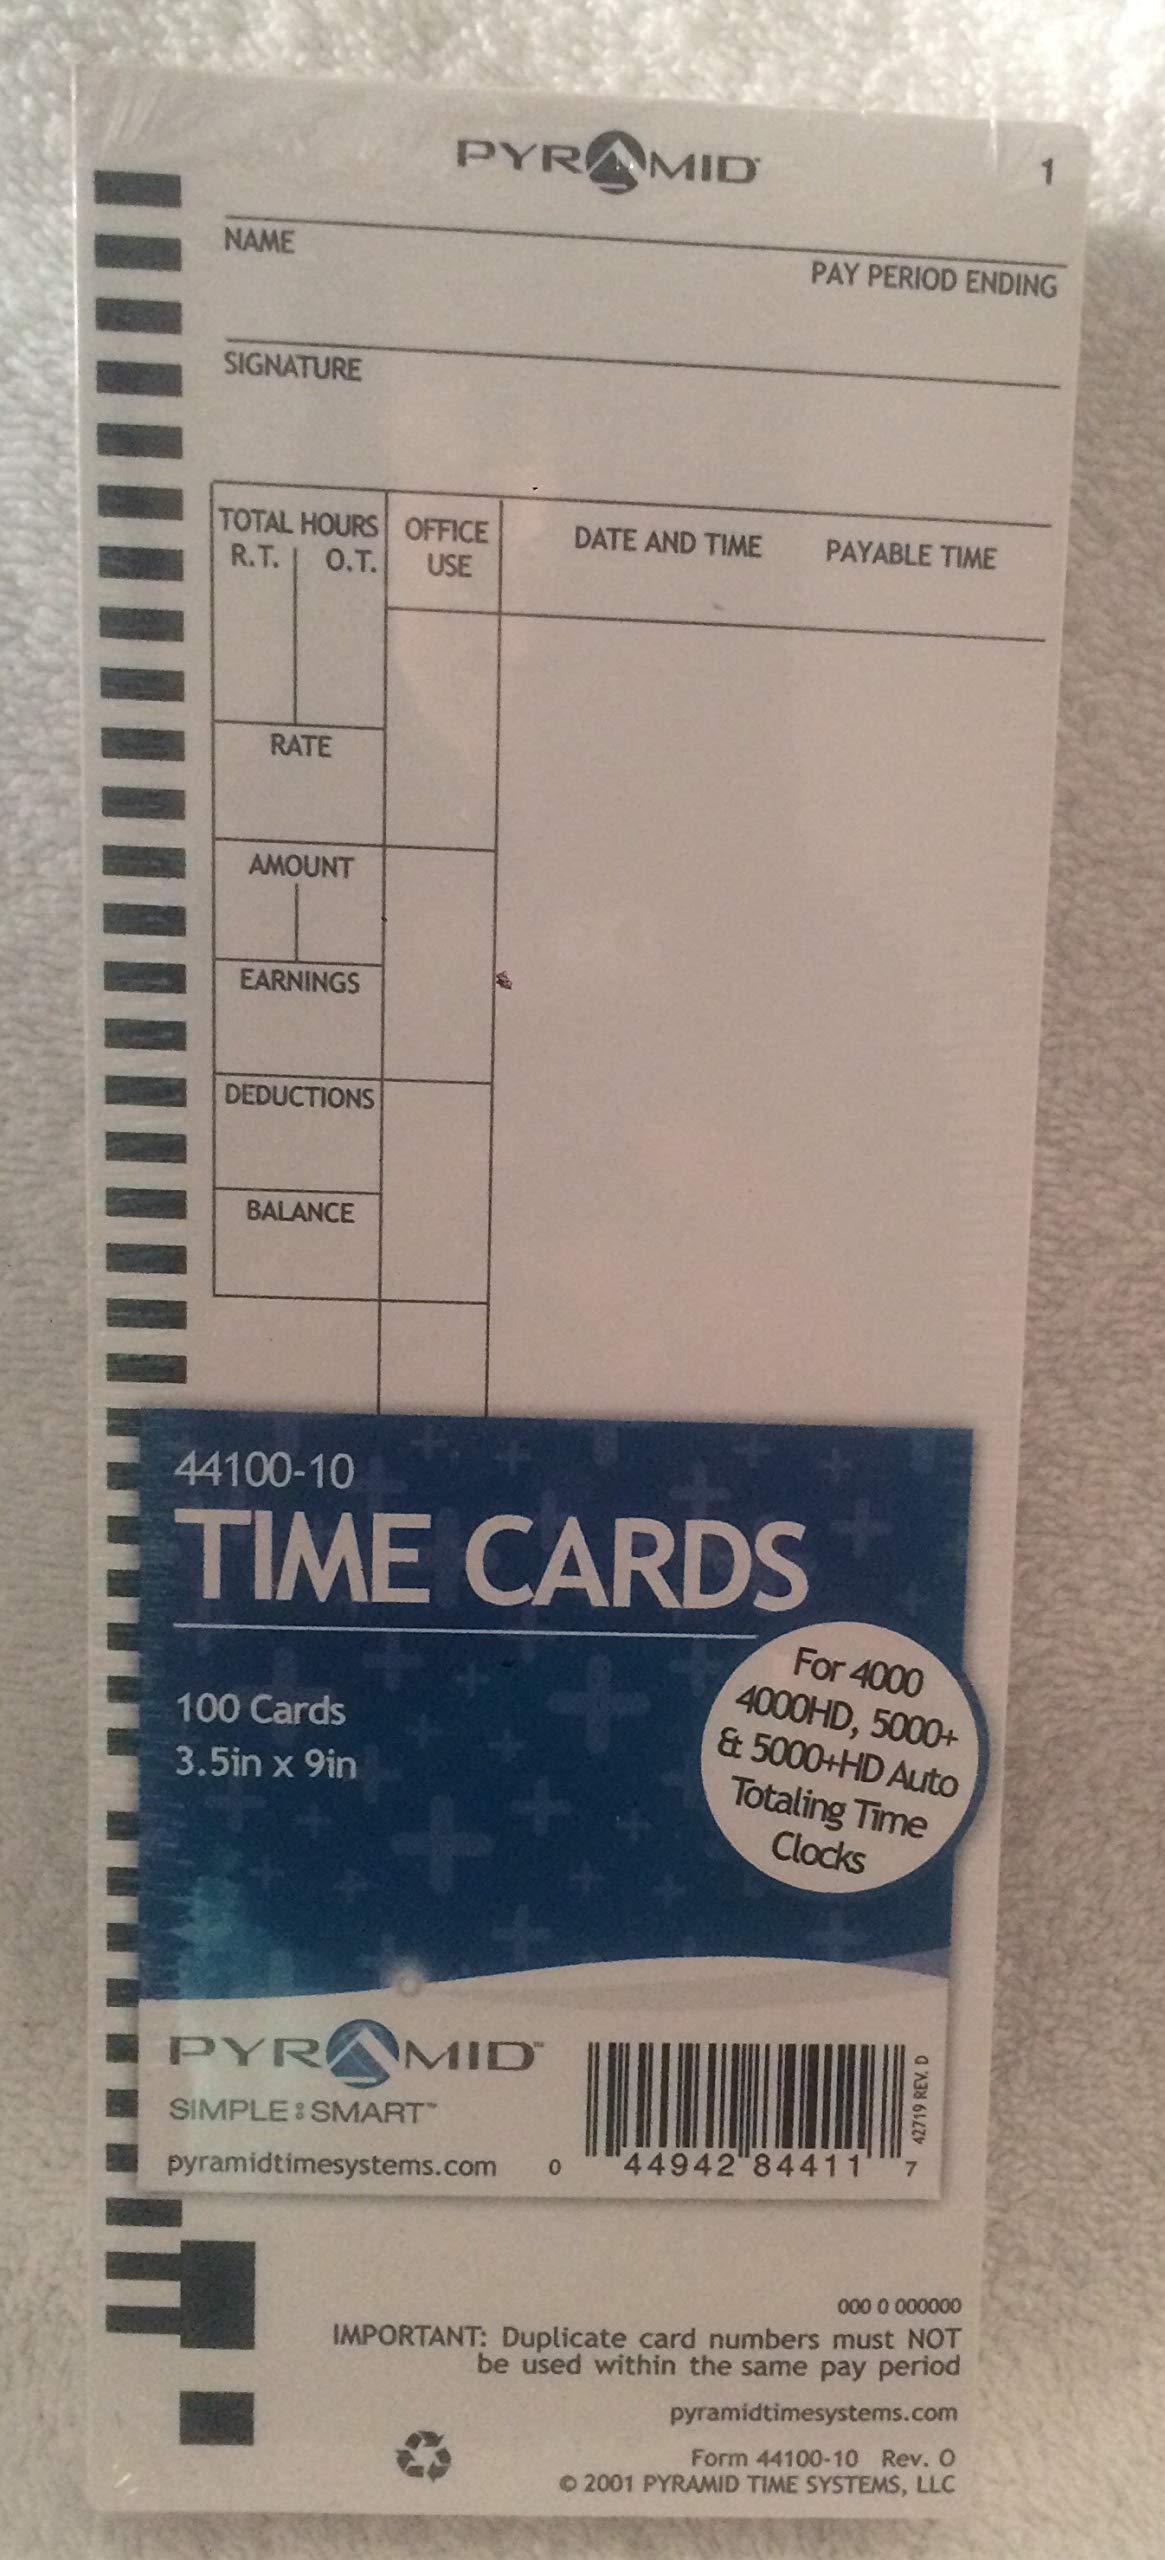 PYRAMID
1
NAME
PAY PERIOD ENDING
SIGNATURE
TOTAL HOURS
R.T. O.T.
OFFICE
USE
DATE AND TIME PAYABLE TIME
RATE
AMOUNT
EARNINGS
DEDUCTIONS
BALANCE
44100-10
TIME CARDS
100 Cards
3.5in x 9in
For 4000
4000HD, 5000+
& 5000+HD Auto
Totaling Time
Clocks
PYRAMID™
SIMPLE SMART™
pyramidtimesystems.com
0 44942 84411 7
42719 REV. D
000 0 000000
IMPORTANT: Duplicate card numbers must NOT
be used within the same pay period
pyramidtimesystems.com
Form 44100-10 Rev. O
© 2001 PYRAMID TIME SYSTEMS, LLC